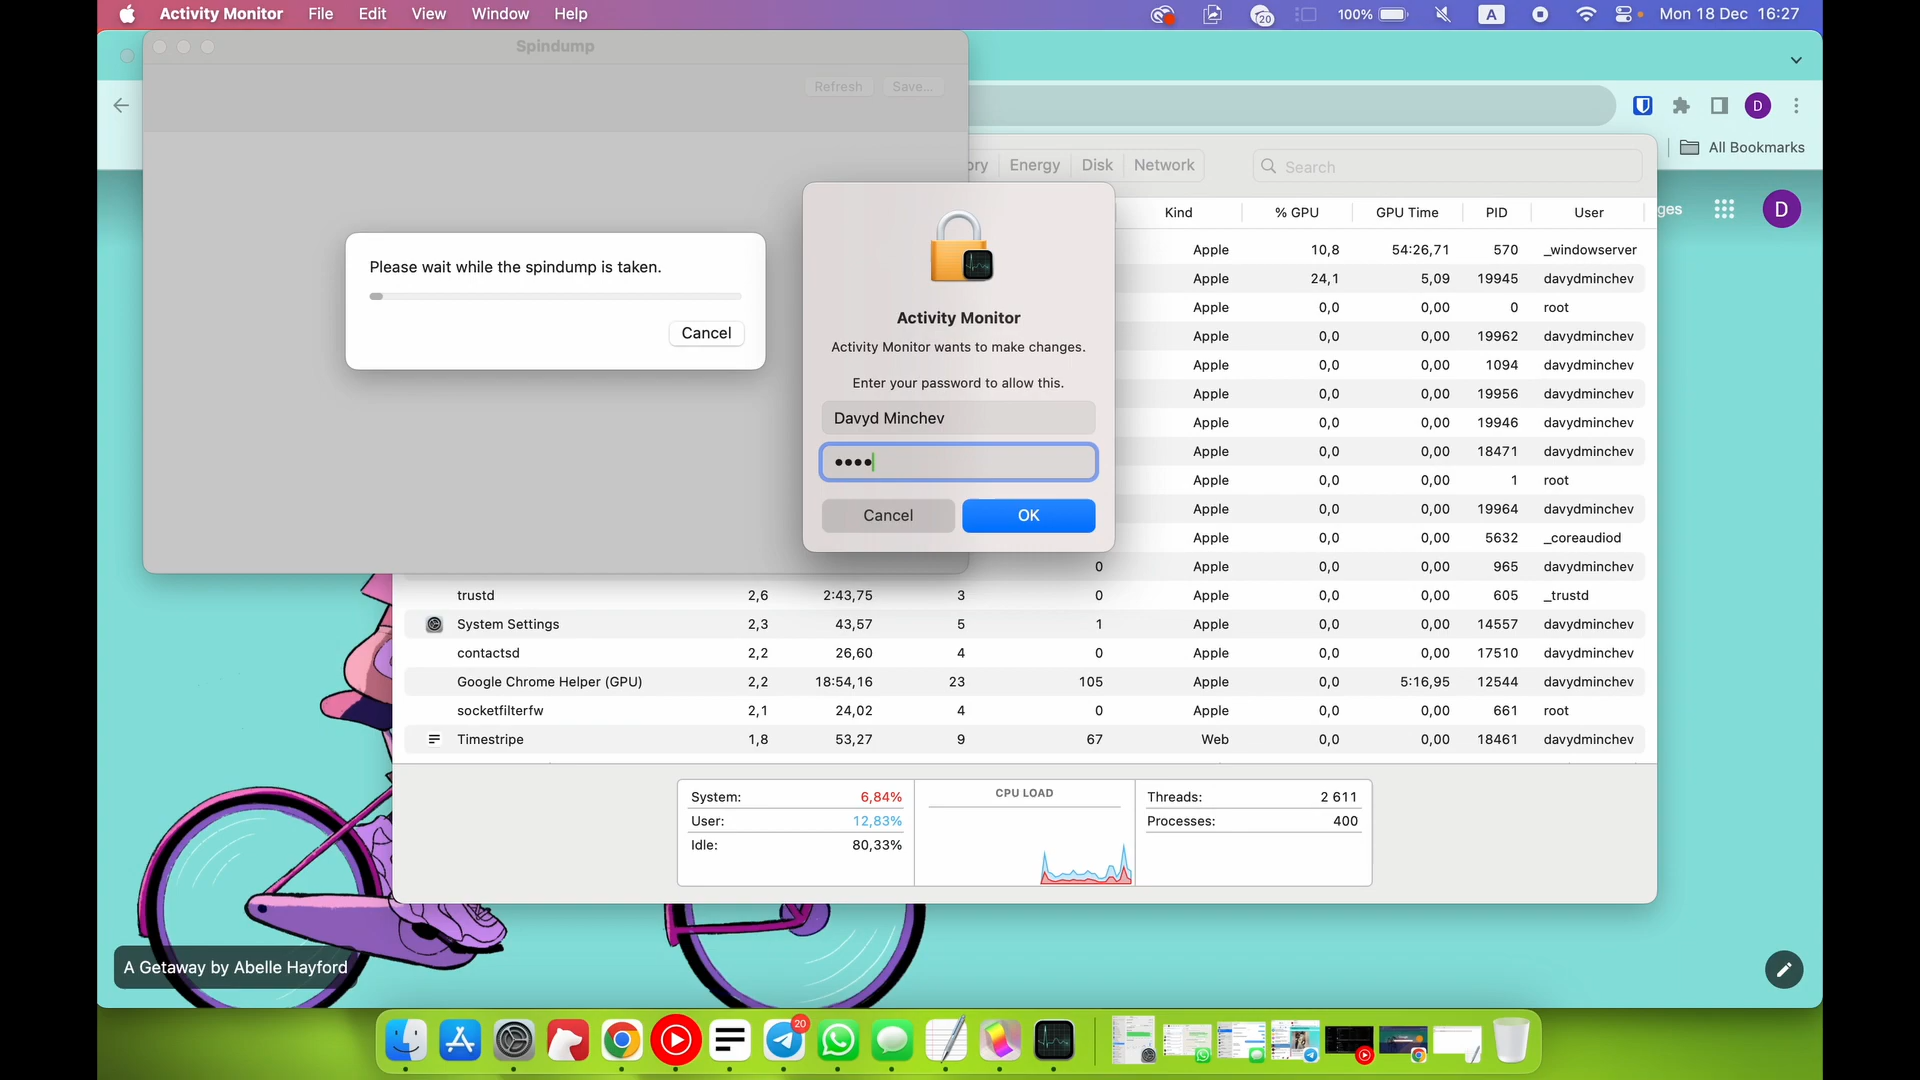 Activity Monitor File Edit View Window Help 20 100% A Mon 18 Dec 16:27
Spindump
Refresh Save...
D
All Bookmarks
ory Energy Disk Network Search
Kind % GPU GPU Time PID User
ges D
Please wait while the spindump is taken.
Cancel
Activity Monitor
Activity Monitor wants to make changes.
Enter your password to allow this.
Davyd Minchev
••••
Cancel OK
Apple 10,8 54:26,71 570 _windowserver
Apple 24,1 5,09 19945 davydminchev
Apple 0,0 0,00 0 root
Apple 0,0 0,00 19962 davydminchev
Apple 0,0 0,00 1094 davydminchev
Apple 0,0 0,00 19956 davydminchev
Apple 0,0 0,00 19946 davydminchev
Apple 0,0 0,00 18471 davydminchev
Apple 0,0 0,00 1 root
Apple 0,0 0,00 19964 davydminchev
Apple 0,0 0,00 5632 _coreaudiod
0 Apple 0,0 0,00 965 davydminchev
trustd 2,6 2:43,75 3 0 Apple 0,0 0,00 605 _trustd
System Settings 2,3 43,57 5 1 Apple 0,0 0,00 14557 davydminchev
contactsd 2,2 26,60 4 0 Apple 0,0 0,00 17510 davydminchev
Google Chrome Helper (GPU) 2,2 18:54,16 23 105 Apple 0,0 5:16,95 12544 davydminchev
socketfilterfw 2,1 24,02 4 0 Apple 0,0 0,00 661 root
Timestripe 1,8 53,27 9 67 Web 0,0 0,00 18461 davydminchev
System: 6,84% CPU LOAD Threads: 2 611
User: 12,83% Processes: 400
Idle: 80,33%
A Getaway by Abelle Hayford
20